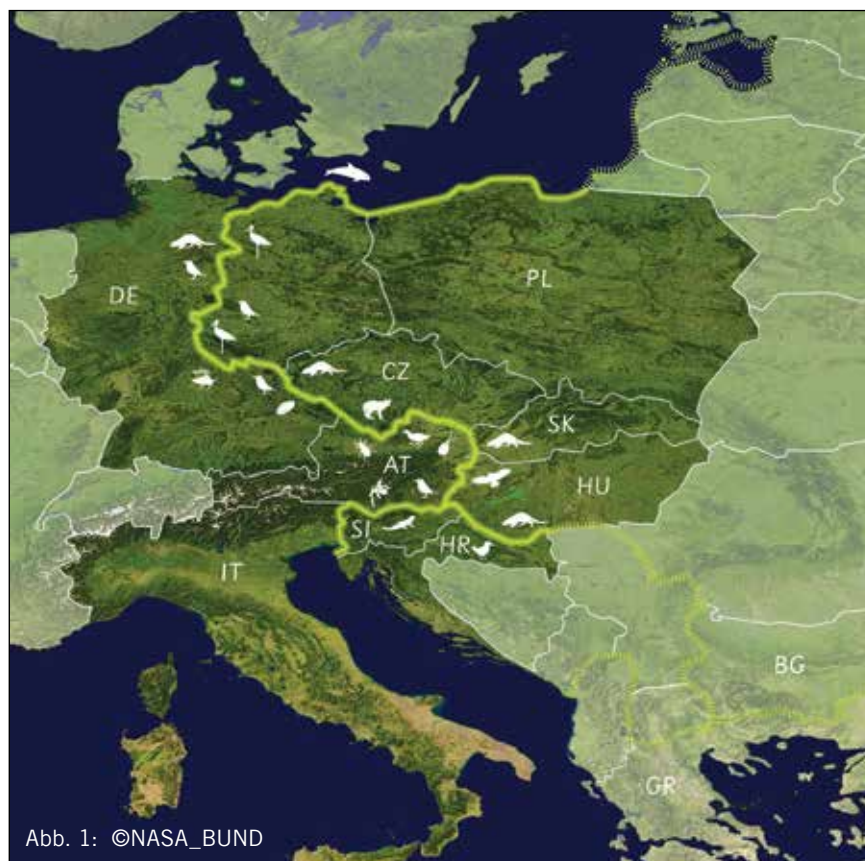 PL
DE
CZ
SK
AT
HU
SI
HR
IT
BG
GR
Abb. 1: ©NASA_BUND